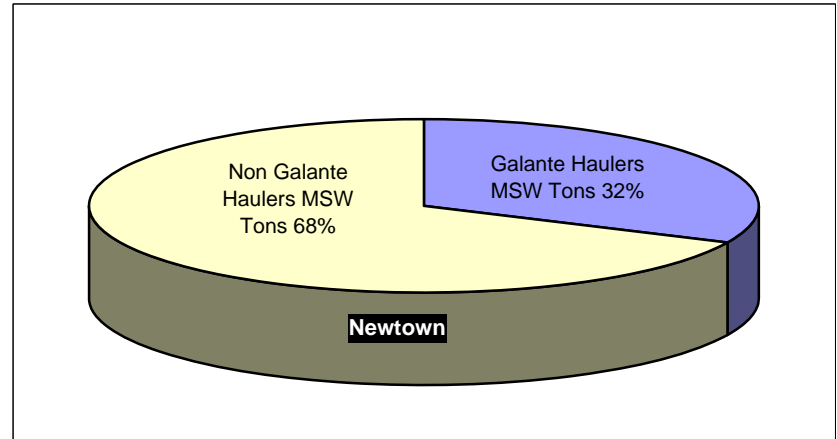 Non Galante
Haulers MSW
Tons 68%
Galante Haulers
MSW Tons 32%
Newtown